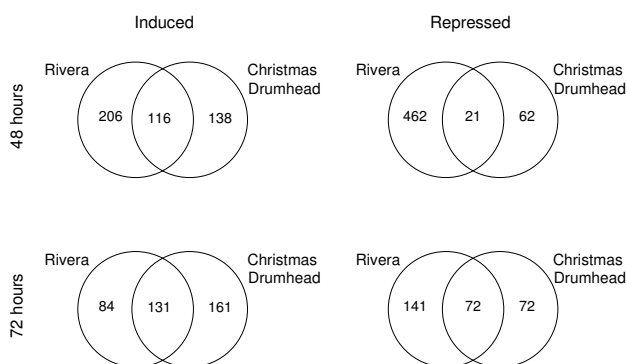 Induced
Repressed
48 hours
Rivera
Christmas
Drumhead
206
116
138
Rivera
Christmas
Drumhead
462
21
62
72 hours
Rivera
Christmas
Drumhead
84
131
161
Rivera
Christmas
Drumhead
141
72
72